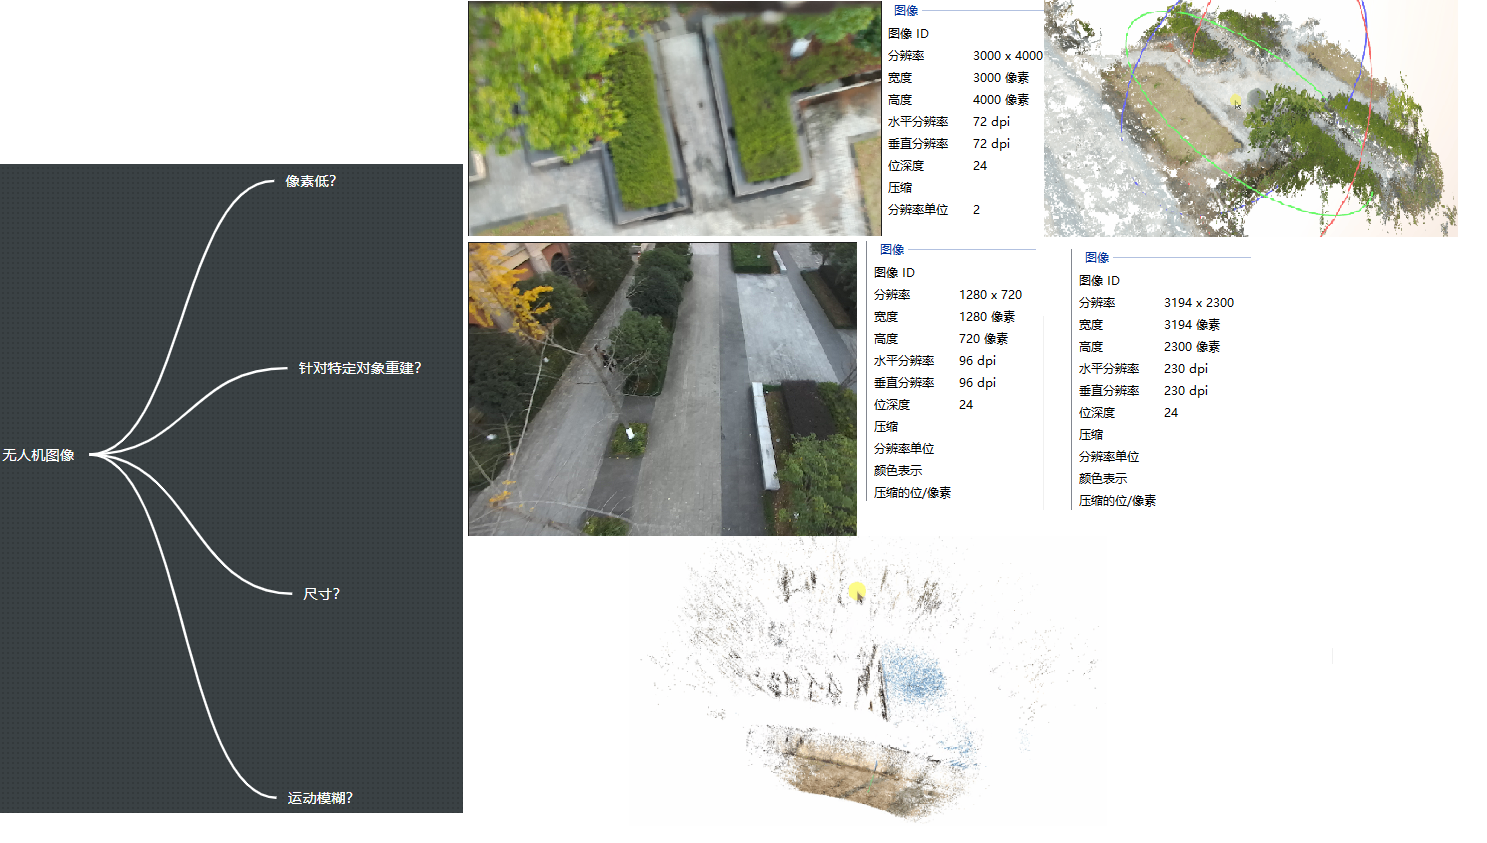 像素低?
针对特定对象重建?
无人机图像
尺寸?
运动模糊?
图像
图像 ID
分辨率 3000 x 4000
宽度 3000 像素
高度 4000 像素
水平分辨率 72 dpi
垂直分辨率 72 dpi
位深度 24
压缩
分辨率单位 2
图像
图像 ID
分辨率 1280 x 720
宽度 1280 像素
高度 720 像素
水平分辨率 96 dpi
垂直分辨率 96 dpi
位深度 24
压缩
分辨率单位
颜色表示
压缩的位/像素
图像
图像 ID
分辨率 3194 x 2300
宽度 3194 像素
高度 2300 像素
水平分辨率 230 dpi
垂直分辨率 230 dpi
位深度 24
压缩
分辨率单位
颜色表示
压缩的位/像素